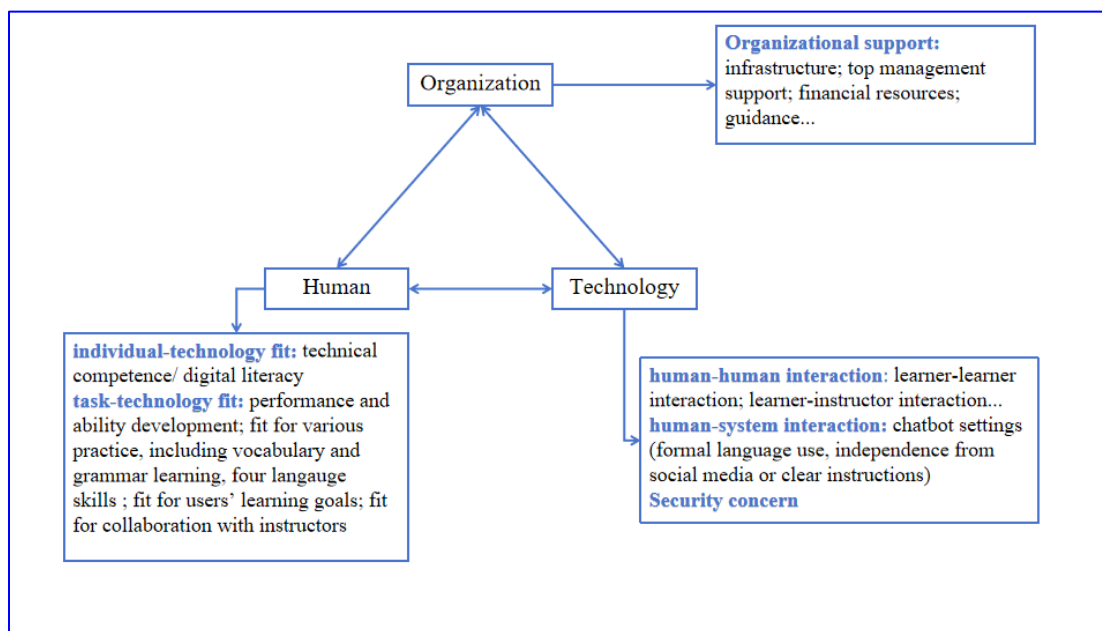 Organizational support:
infrastructure; top management
support; financial resources;
guidance...
Organization
Human
Technology
individual-technology fit: technical
competence/ digital literacy
task-technology fit: performance and
ability development; fit for various
practice, including vocabulary and
grammar learning, four langauge
skills ; fit for users’ learning goals; fit
for collaboration with instructors
human-human interaction: learner-learner
interaction; learner-instructor interaction...
human-system interaction: chatbot settings
(formal language use, independence from
social media or clear instructions)
Security concern